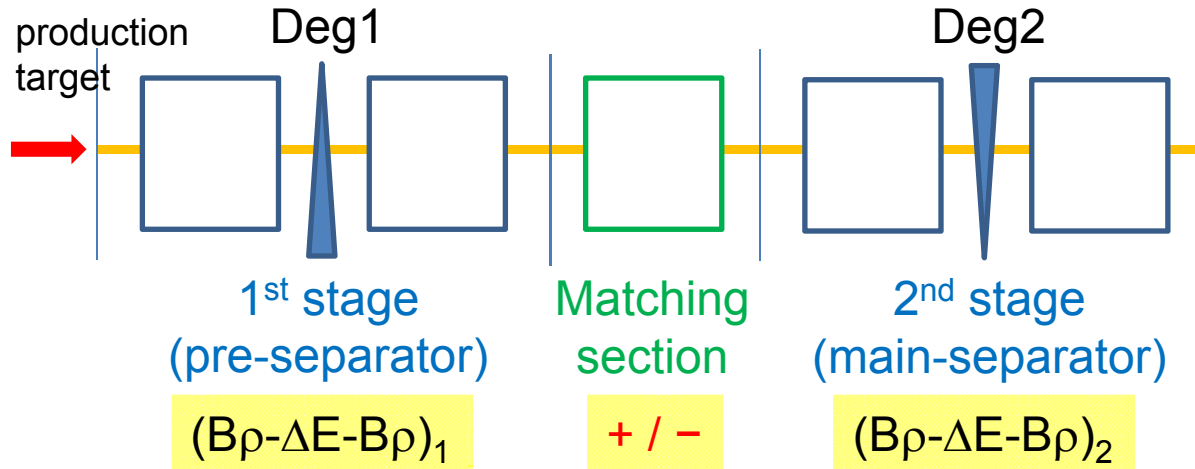 production
target
Deg1
Deg2
1st stage
(pre-separator)
Matching
section
2nd stage
(main-separator)
(Bρ-ΔE-Bρ)1
+ / −
(Bρ-ΔE-Bρ)2